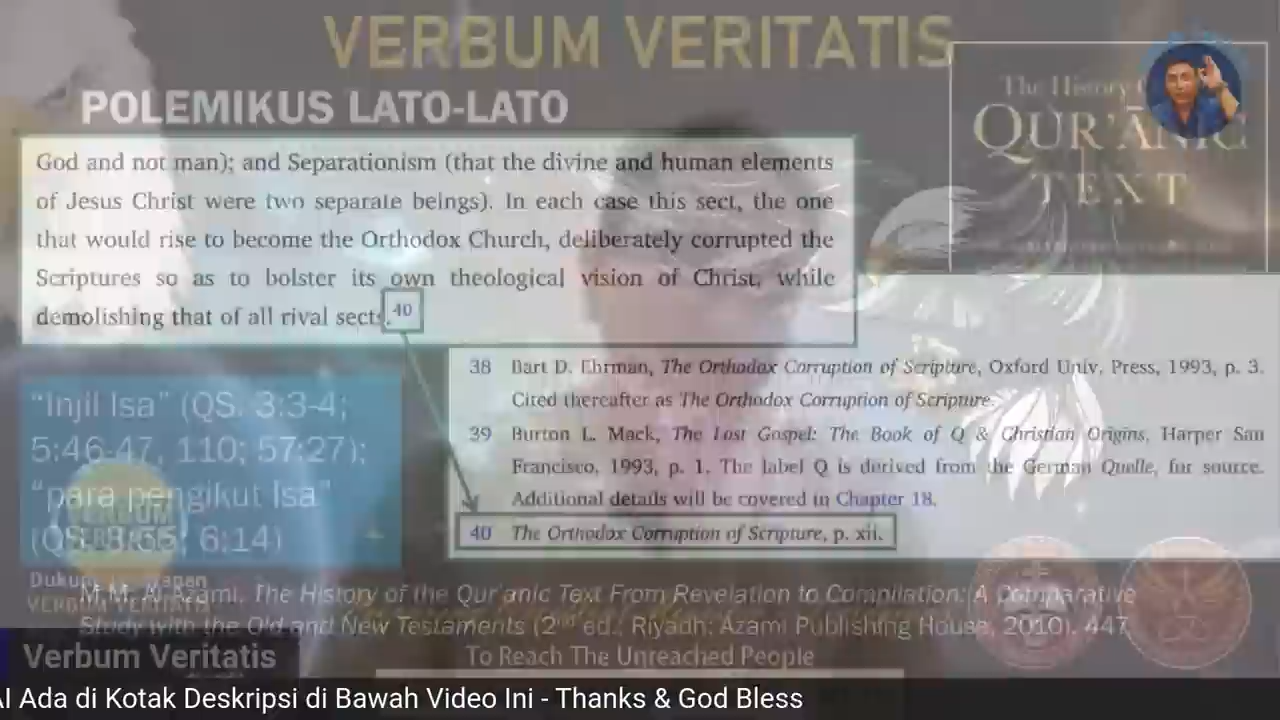 VERBUM VERITATIS
POLEMIKUS LATO-LATO
The History
QUR'ĀNIC
TEXT
God and not man); and Separationism (that the divine and human elements
of Jesus Christ were two separate beings). In each case this sect, the one
that would rise to become the Orthodox Church, deliberately corrupted the
Scriptures so as to bolster its own theological vision of Christ, while
demolishing that of all rival sects.40
38 Bart D. Ehrman, The Orthodox Corruption of Scripture, Oxford Univ. Press, 1993, p. 3.
Cited thereafter as The Orthodox Corruption of Scripture.
39 Burton L. Mack, The Lost Gospel: The Book of Q & Christian Origins, Harper San
Francisco, 1993, p. 1. The label Q is derived from the German Quelle, for source.
Additional details will be covered in Chapter 18.
40 The Orthodox Corruption of Scripture, p. xii.
"Injil Isa" (QS. 3:3-4;
5:46-47, 110; 57:27);
"para pengikut Isa"
(QS. 3:55; 6:14)
VERBUM
M.M. Al-Azami, The History of the Qur'anic Text From Revelation to Compilation: A Comparative
Study with the Old and New Testaments (2nd ed.; Riyadh: Azami Publishing House, 2010), 447
VERBUM VERITATIS
To Reach The Unreached People
Verbum Veritatis
Ada di Kotak Deskripsi di Bawah Video Ini - Thanks & God Bless